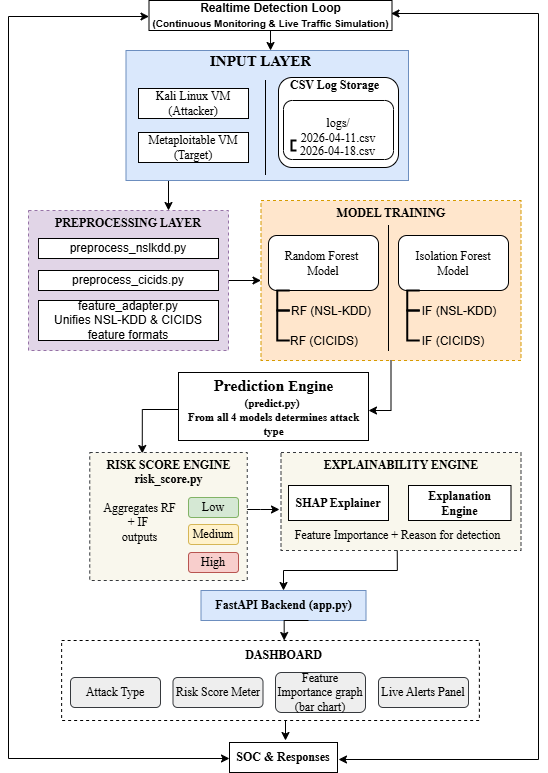 Realtime Detection Loop
(Continuous Monitoring & Live Traffic Simulation)
INPUT LAYER
Kali Linux VM
(Attacker)
Metaploitable VM
(Target)
CSV Log Storage
logs/
2026-04-11.csv
2026-04-18.csv
PREPROCESSING LAYER
preprocess_nslkdd.py
preprocess_cicids.py
feature_adapter.py
Unifies NSL-KDD & CICIDS
feature formats
MODEL TRAINING
Random Forest
Model
RF (NSL-KDD)
RF (CICIDS)
Isolation Forest
Model
IF (NSL-KDD)
IF (CICIDS)
Prediction Engine
(predict.py)
From all 4 models determines attack
type
RISK SCORE ENGINE
risk_score.py
Aggregates RF
+ IF
outputs
Low
Medium
High
EXPLAINABILITY ENGINE
SHAP Explainer
Explanation
Engine
Feature Importance + Reason for detection
FastAPI Backend (app.py)
DASHBOARD
Attack Type
Risk Score Meter
Feature
Importance graph
(bar chart)
Live Alerts Panel
SOC & Responses